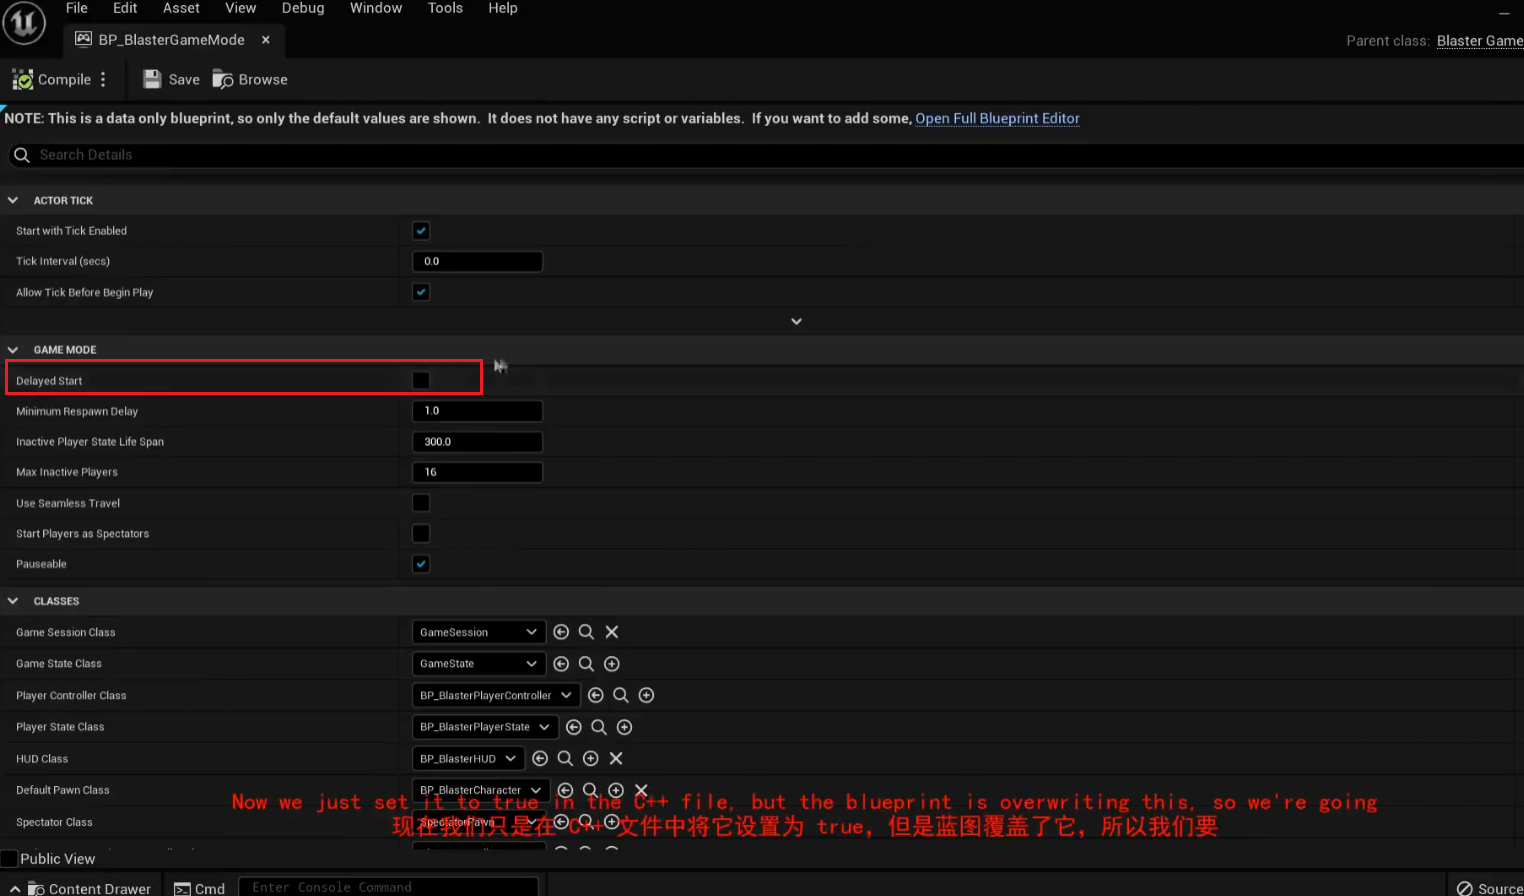 File Edit Asset View Debug Window Tools Help
BP_BlasterGameMode
Parent class: Blaster Game
Compile Save Browse
NOTE: This is a data only blueprint, so only the default values are shown. It does not have any script or variables. If you want to add some, Open Full Blueprint Editor
Search Details
ACTOR TICK
Start with Tick Enabled
Tick Interval (secs) 0.0
Allow Tick Before Begin Play
GAME MODE
Delayed Start
Minimum Respawn Delay 1.0
Inactive Player State Life Span 300.0
Max Inactive Players 16
Use Seamless Travel
Start Players as Spectators
Pauseable
CLASSES
Game Session Class GameSession
Game State Class GameState
Player Controller Class BP_BlasterPlayerController
Player State Class BP_BlasterPlayerState
HUD Class BP_BlasterHUD
Default Pawn Class BP_BlasterCharacter
Now we just set it to true in the C++ file, but the blueprint is overwriting this, so we're going
Spectator Class SpectatorPawn
现在我们只是在 C++ 文件中将它设置为 true，但是蓝图覆盖了它，所以我们要
Public View
Content Drawer Cmd Enter Console Command Source